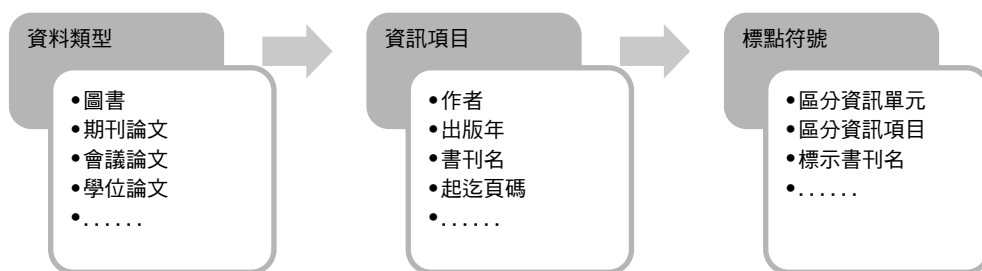 資料類型
•圖書
•期刊論文
•會議論文
•學位論文
•......
資訊項目
•作者
•出版年
•書刊名
•起迄頁碼
•......
標點符號
•區分資訊單元
•區分資訊項目
•標示書刊名
•......